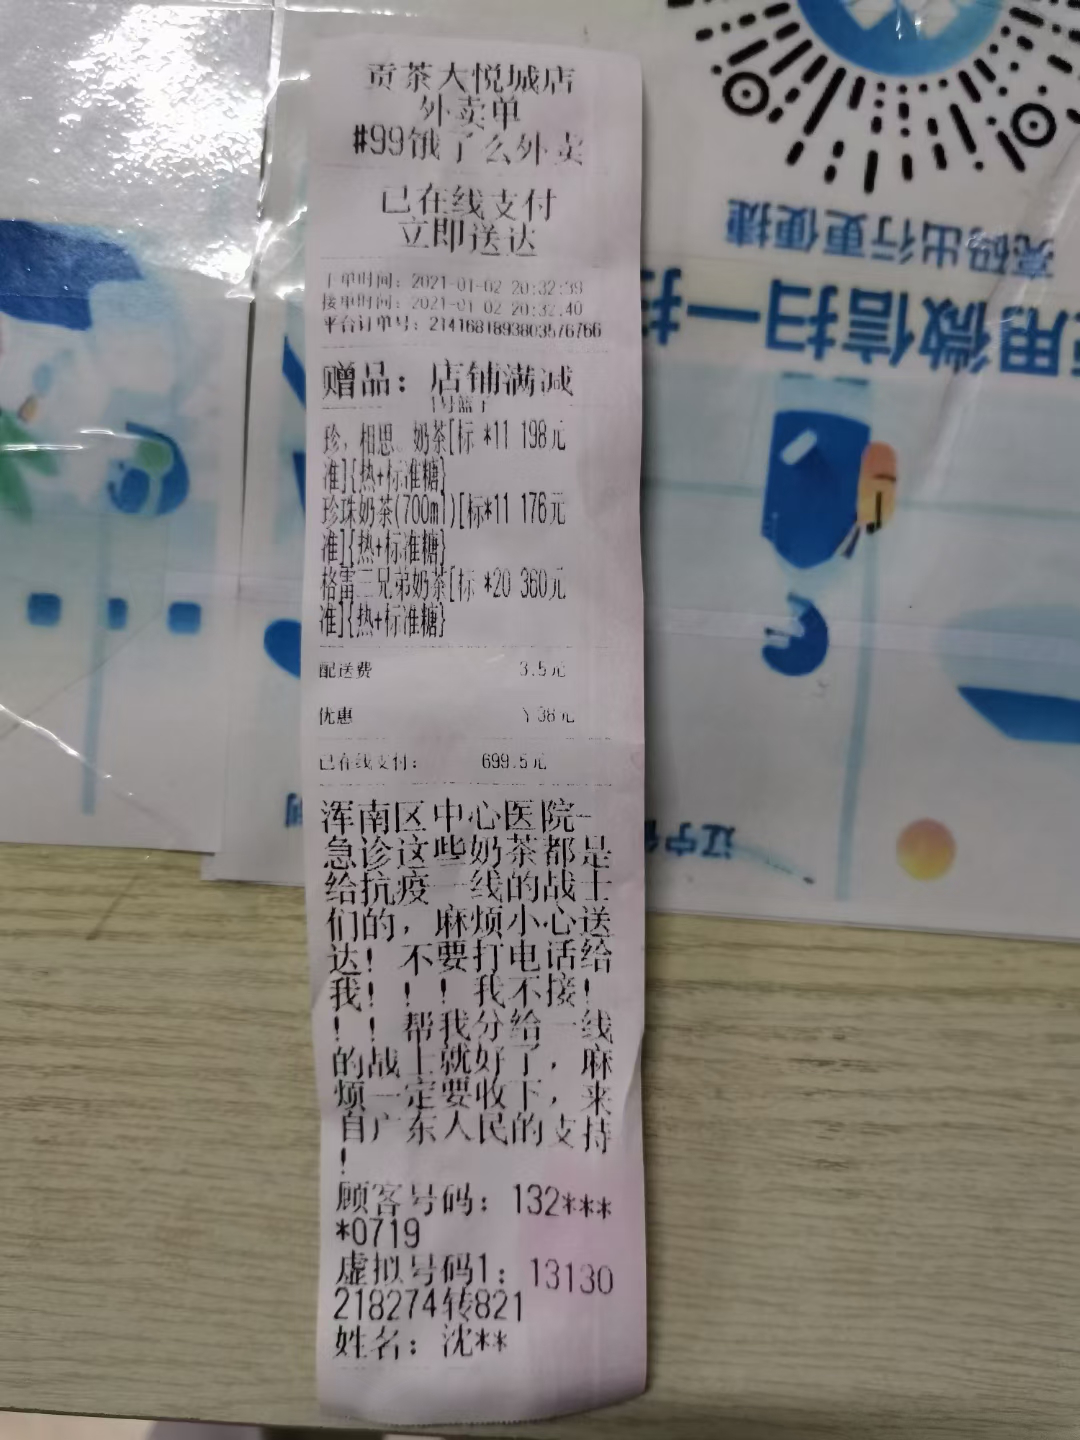 贡茶大悦城店
外卖单
#99饿了么外卖
已在线支付
立即送达
下单时间：2021-01-02 20:32:39
接单时间：2021-01-02 20:32:40
平台订单号：2141681893803576766
赠品：店铺满减
1号篮子
珍，相思、奶茶[标 *11 198元
准]{热+标准糖}
珍珠奶茶(700ml)[标*11 176元
准]{热+标准糖}
格雷三兄弟奶茶[标 *20 360元
准]{热+标准糖}
配送费 3.5元
优惠 ￥38元
已在线支付： 699.5元
浑南区中心医院-
急诊这些奶茶都是
给抗疫一线的战士
们的，麻烦小心送
达！不要打电话给
我！！！我不接！
！！帮我分给一线
的战士就好了，麻
烦一定要收下，来
自广东人民的支持
！
顾客号码：132***
*0719
虚拟号码1：13130
218274转821
姓名：沈**
亮码出行更便捷
使用微信扫一扫
辽宁省